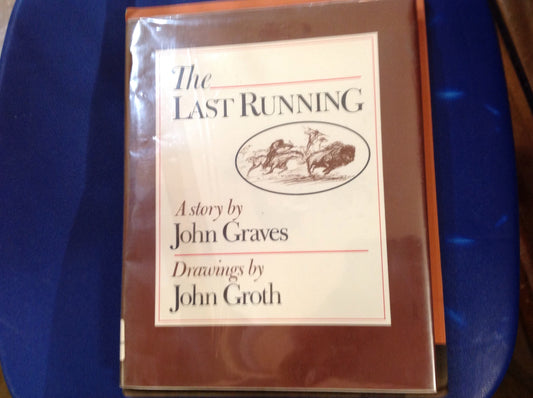 The
LAST RUNNING
A story by
John Graves
Drawings by
John Groth